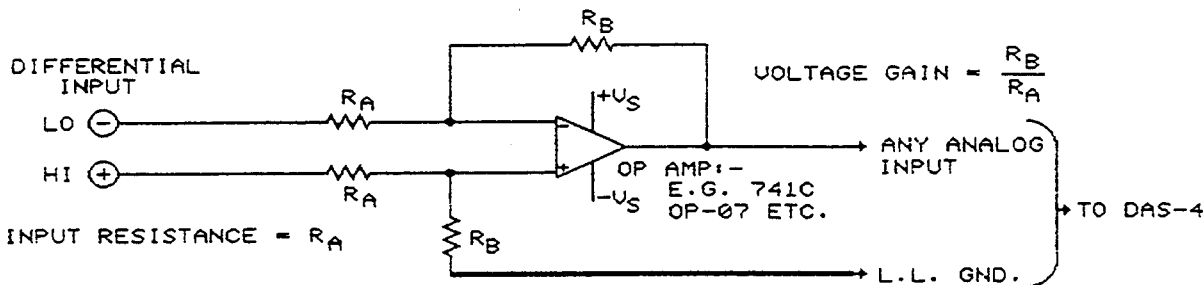 R_B
DIFFERENTIAL
INPUT
VOLTAGE GAIN = R_B / R_A
R_A
+V_S
LO −
−
ANY ANALOG
INPUT
HI +
+
R_A
OP AMP:-
E.G. 741C
OP-07 ETC.
−V_S
TO DAS-4
INPUT RESISTANCE = R_A
R_B
L.L. GND.